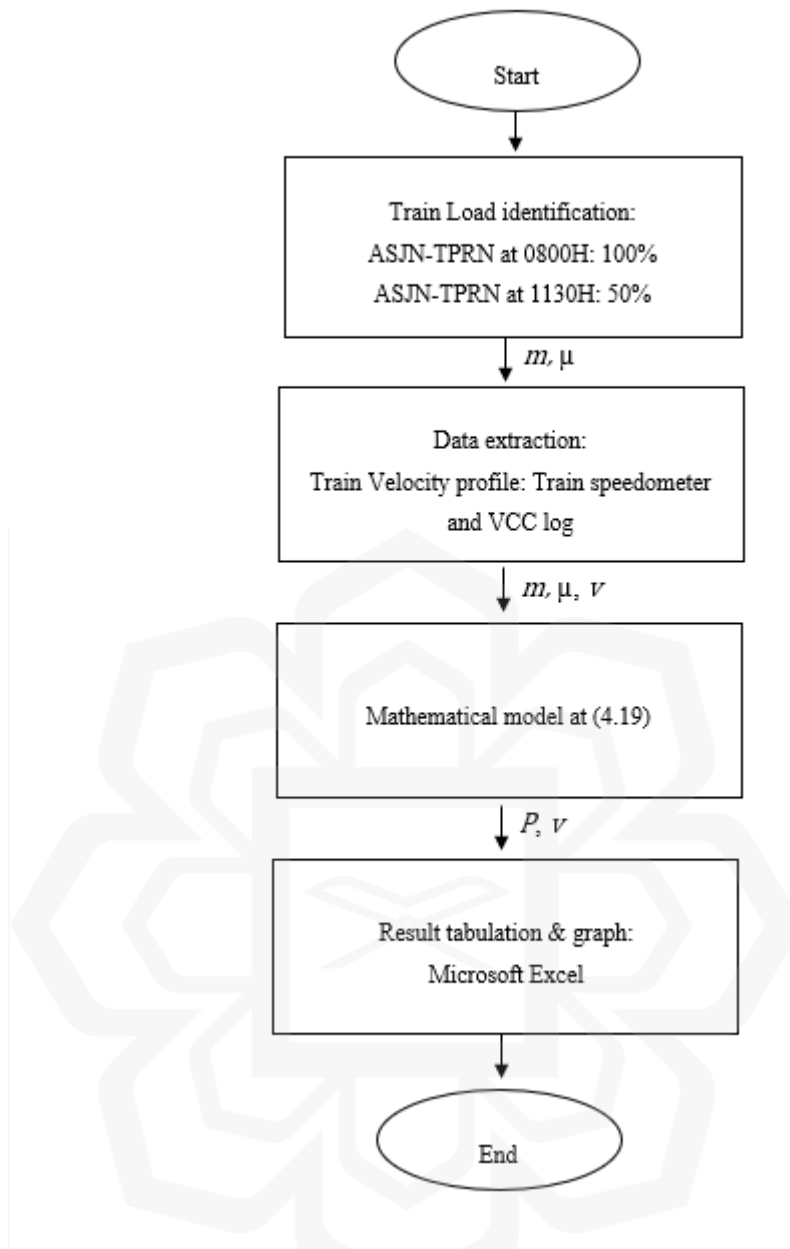 Start
Train Load identification:
ASJN-TPRN at 0800H: 100%
ASJN-TPRN at 1130H: 50%
m, μ
Data extraction:
Train Velocity profile: Train speedometer
and VCC log
m, μ, v
Mathematical model at (4.19)
P, v
Result tabulation & graph:
Microsoft Excel
End